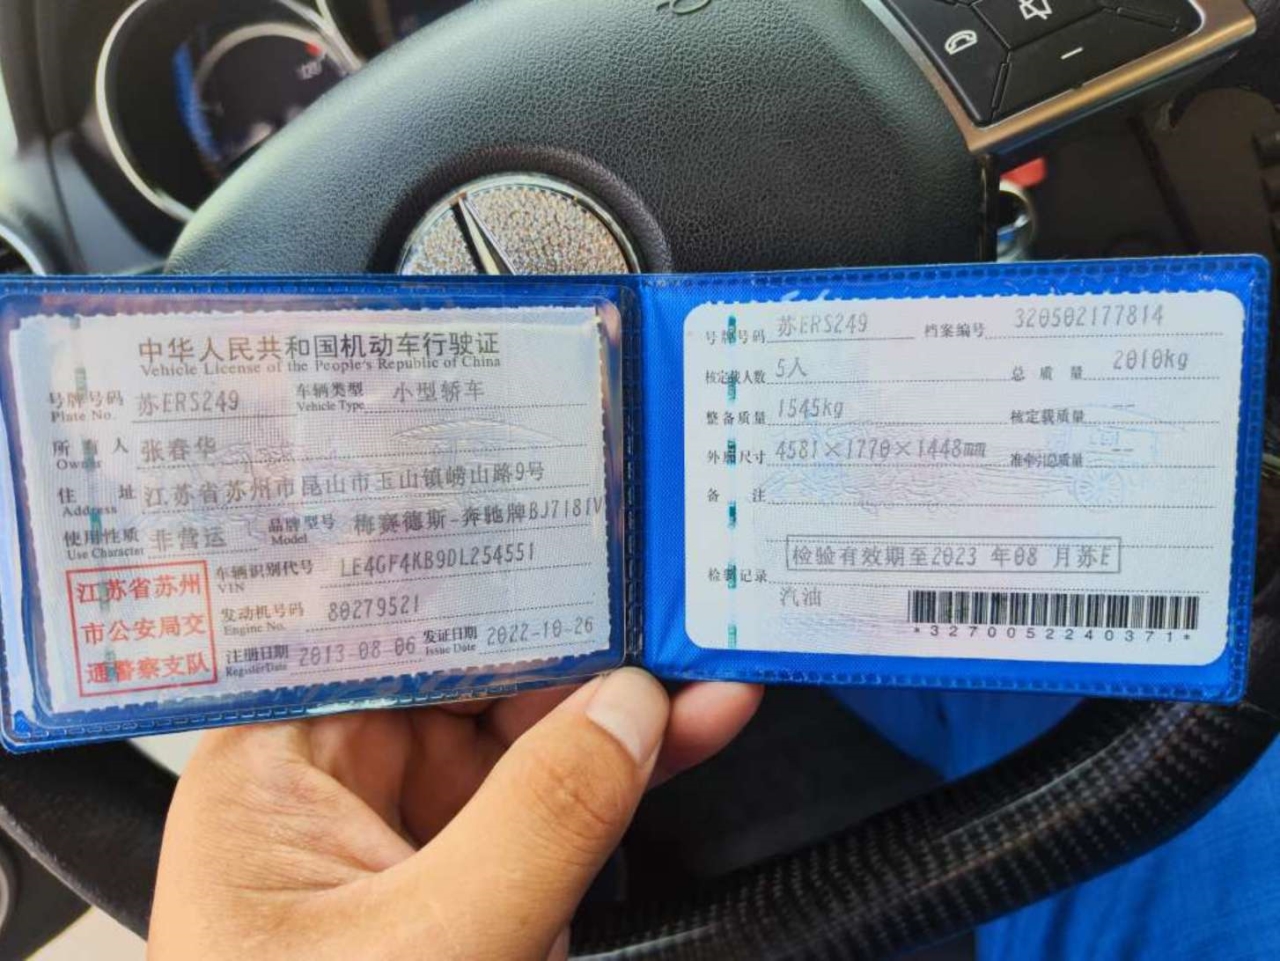 中华人民共和国机动车行驶证
Vehicle License of the People's Republic of China
号牌号码 苏ERS249 车辆类型 小型轿车
Plate No. Vehicle Type
所有人 张春华
Owner
住址 江苏省苏州市昆山市玉山镇崂山路9号
Address
使用性质 非营运 品牌型号 梅赛德斯-奔驰牌BJ7181V
Use Character Model
车辆识别代号 LE4GF4KB9DL254551
VIN
发动机号码 80279521
Engine No.
注册日期 2013-08-06 发证日期 2022-10-26
Register Date Issue Date
江苏省苏州
市公安局交
通警察支队
号牌号码 苏ERS249 档案编号 320502177814
核定载人数 5人 总质量 2010kg
整备质量 1545kg 核定载质量 --
外廓尺寸 4581×1770×1448mm 准牵引总质量 --
备注
检验有效期至2023 年08 月苏E
检验记录
汽油
*3270052240371*